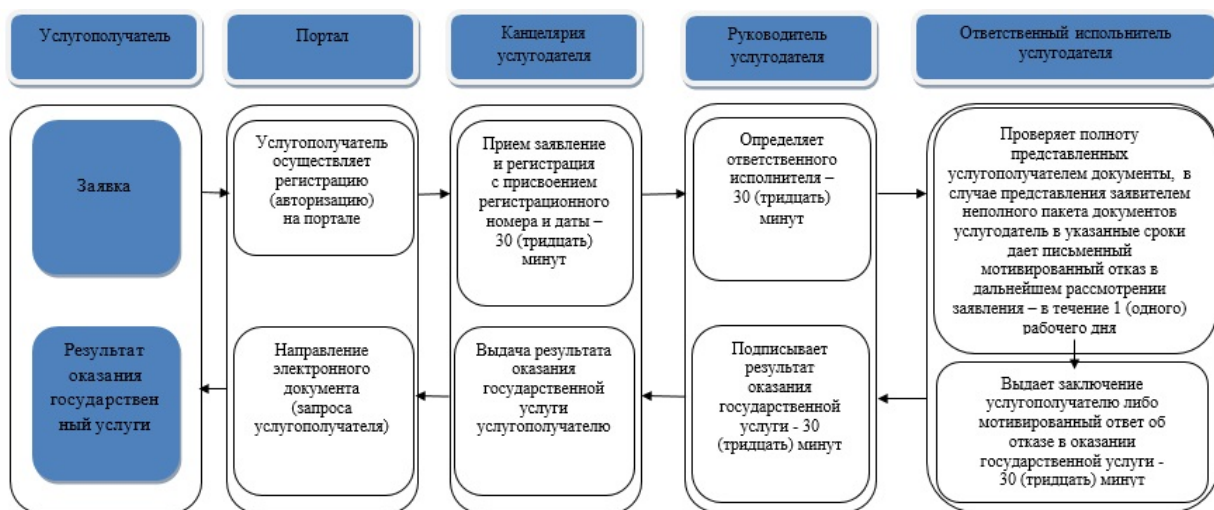 Услугополучатель
Портал
Канцелярия
услугодателя
Руководитель
услугодателя
Ответственный испольнитель
услугодателя
Заявка
Услугополучатель
осуществляет
регистрацию
(авторизацию)
на портале
Прием заявление
и регистрация
с присвоением
регистрационного
номера и даты –
30 (тридцать)
минут
Определяет
ответственного
исполнителя –
30 (тридцать)
минут
Проверяет полноту
представленных
услугополучателем документы, в
случае представления заявителем
неполного пакета документов
услугодатель в указанные сроки
дает письменный
мотивированный отказ в
дальнейшем рассмотрении
заявления – в течение 1 (одного)
рабочего дня
Результат
оказания
государствен
ный услуги
Направление
электронного
документа
(запроса
услугополучателя)
Выдача результата
оказания
государственной
услуги
услугополучателю
Подписывает
результат
оказания
государственной
услуги - 30
(тридцать) минут
Выдает заключение
услугополучателю либо
мотивированный ответ об
отказе в оказании
государственной услуги -
30 (тридцать) минут